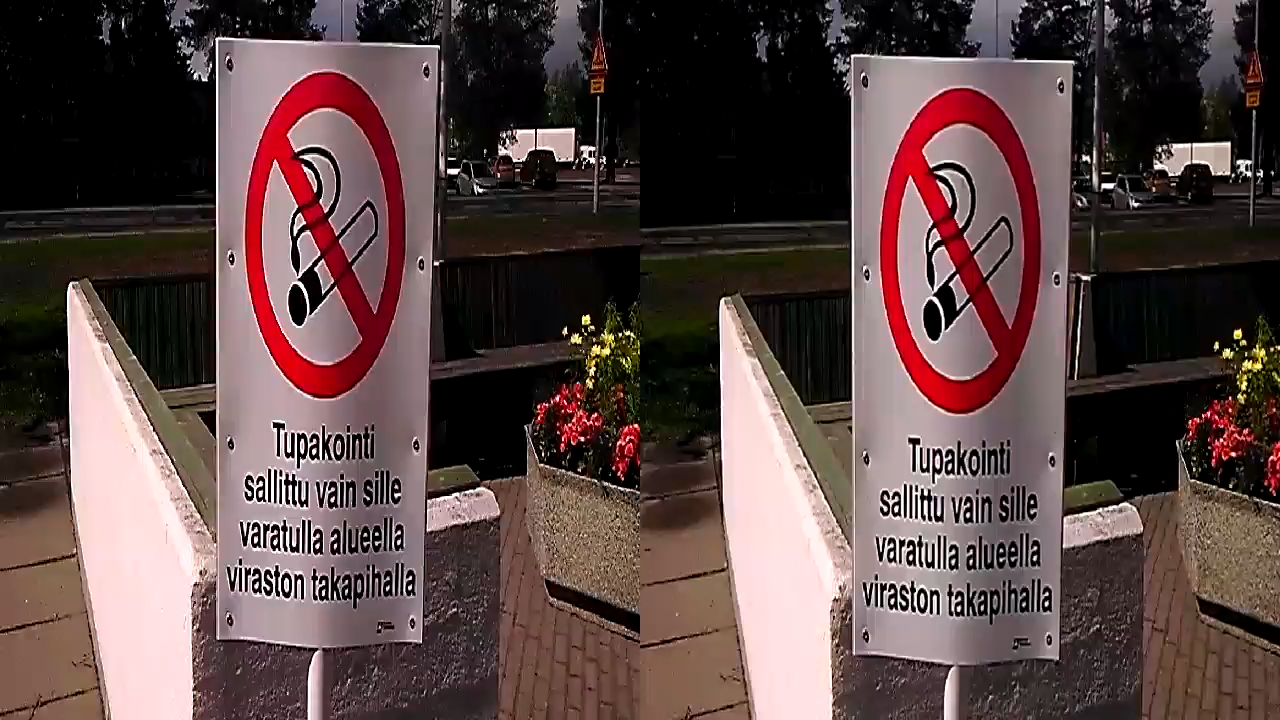 Tupakointi
sallittu vain sille
varatulla alueella
viraston takapihalla
Tupakointi
sallittu vain sille
varatulla alueella
viraston takapihalla